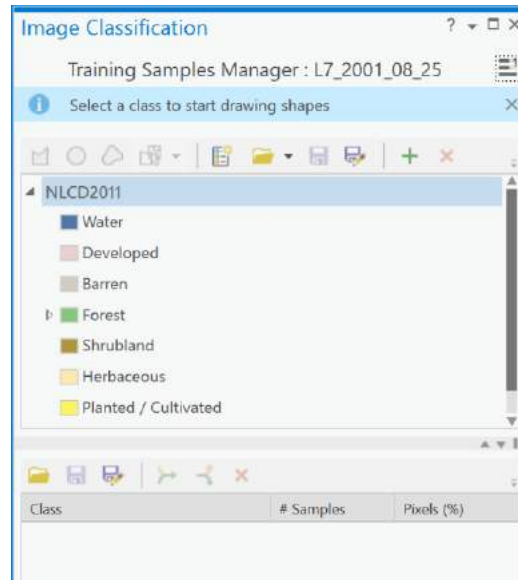 Image Classification
Training Samples Manager : L7_2001_08_25
Select a class to start drawing shapes
NLCD2011
Water
Developed
Barren
Forest
Shrubland
Herbaceous
Planted / Cultivated
Class # Samples Pixels (%)